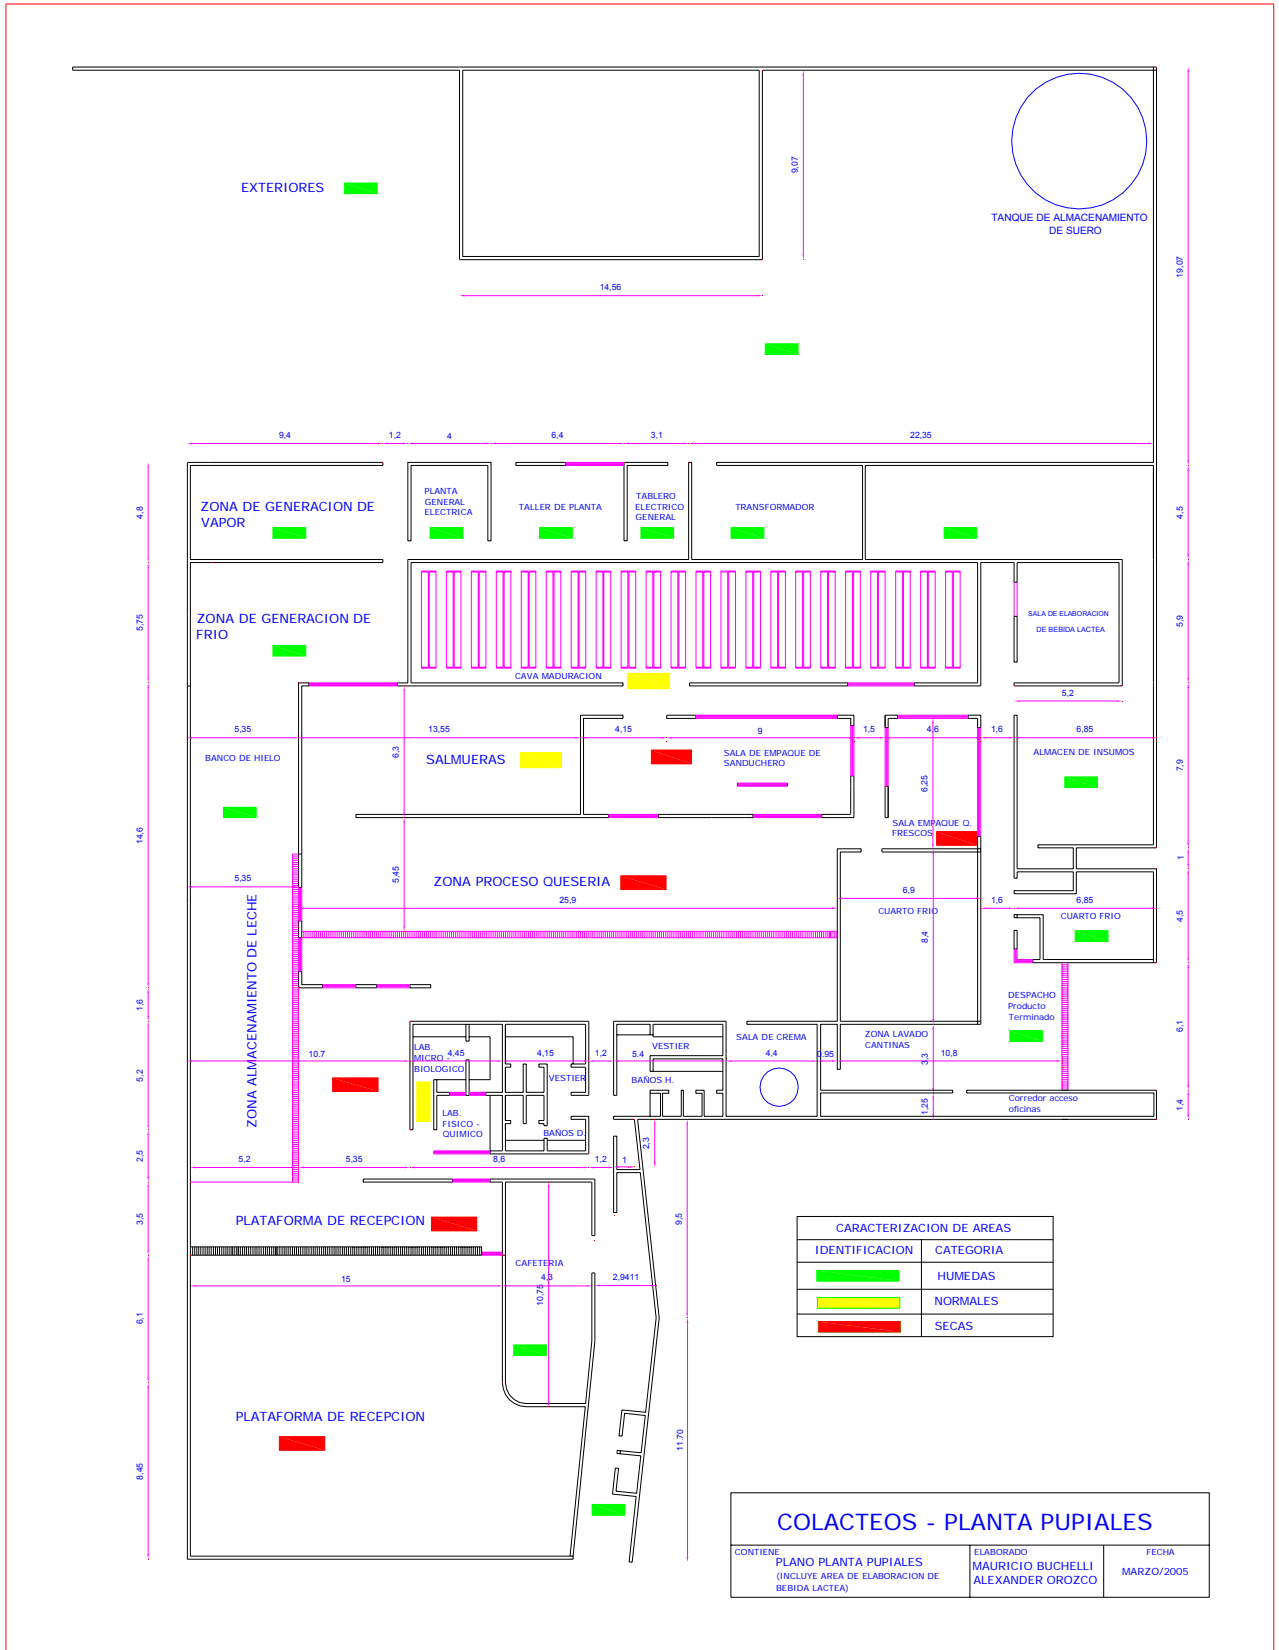 EXTERIORES
9,07
TANQUE DE ALMACENAMIENTO
DE SUERO
19,07
14,56
9,4
1,2
4
6,4
3,1
22,35
4,8
ZONA DE GENERACION DE
VAPOR
PLANTA
GENERAL
ELECTRICA
TALLER DE PLANTA
TABLERO
ELECTRICO
GENERAL
TRANSFORMADOR
4,5
5,75
ZONA DE GENERACION DE
FRIO
CAVA MADURACION
SALA DE ELABORACION
DE BEBIDA LACTEA
5,9
5,2
5,35
13,55
4,15
9
1,5
4,6
1,6
6,85
BANCO DE HIELO
6,3
SALMUERAS
SALA DE EMPAQUE DE
SANDUCHERO
6,25
ALMACEN DE INSUMOS
7,9
14,6
SALA EMPAQUE Q.
FRESCOS
1
5,35
5,45
ZONA PROCESO QUESERIA
25,9
6,9
1,6
6,85
CUARTO FRIO
8,4
CUARTO FRIO
4,5
ZONA ALMACENAMIENTO DE LECHE
1,6
DESPACHO
Producto
Terminado
6,1
LAB.
MICRO -
BIOLOGICO
10.7
4,45
4,15
VESTIER
1,2
5.4
VESTIER
BAÑOS H.
SALA DE CREMA
4,4
0.95
ZONA LAVADO
CANTINAS
3,3
10,8
5,2
LAB.
FISICO -
QUIMICO
BAÑOS D.
1,25
Corredor acceso
oficinas
1,4
2,5
5,2
5,35
8,6
1,2
1
2,3
3,5
PLATAFORMA DE RECEPCION
9,5
CAFETERIA
15
4,3
2,9411
10,75
6,1
CARACTERIZACION DE AREAS
IDENTIFICACION CATEGORIA
HUMEDAS
NORMALES
SECAS
PLATAFORMA DE RECEPCION
8,45
11.70
COLACTEOS - PLANTA PUPIALES
CONTIENE
PLANO PLANTA PUPIALES
(INCLUYE AREA DE ELABORACION DE
BEBIDA LACTEA)
ELABORADO
MAURICIO BUCHELLI
ALEXANDER OROZCO
FECHA
MARZO/2005